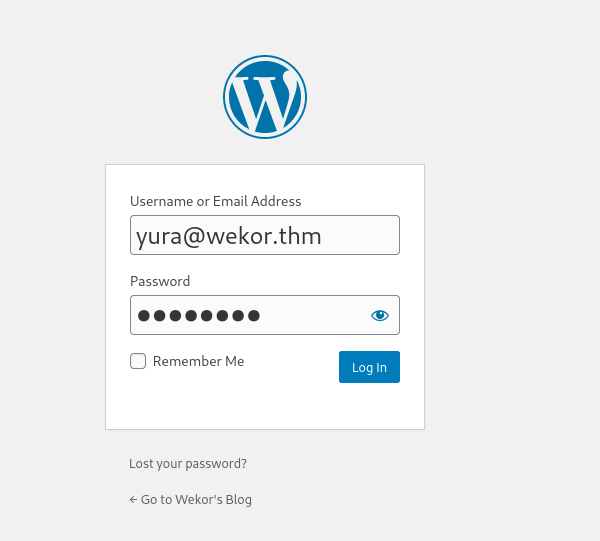 Username or Email Address
yura@wekor.thm
Password
●●●●●●●●
Remember Me
Log In
Lost your password?
← Go to Wekor's Blog